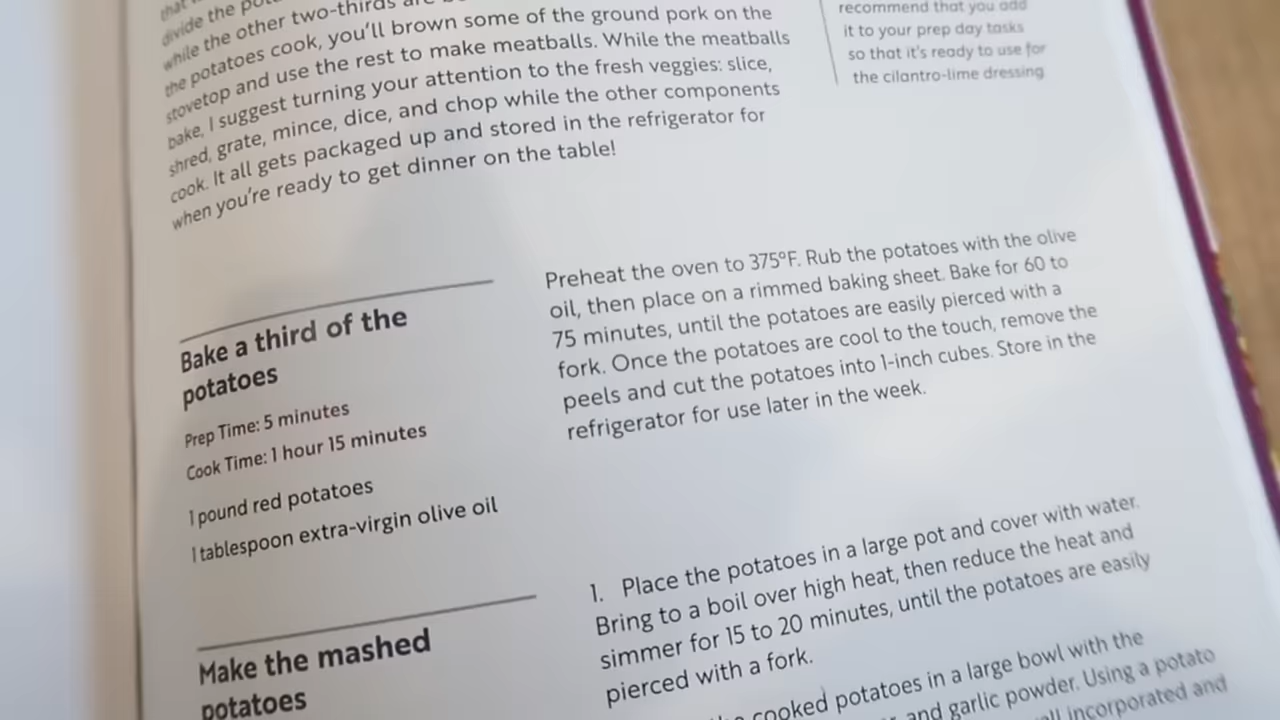 that
divide the
while the other two-thirds are
the potatoes cook, you'll brown some of the ground pork on the
stovetop and use the rest to make meatballs. While the meatballs
bake, I suggest turning your attention to the fresh veggies: slice,
shred, grate, mince, dice, and chop while the other components
cook. It all gets packaged up and stored in the refrigerator for
when you're ready to get dinner on the table!
recommend that you add
it to your prep day tasks
so that it's ready to use for
the cilantro-lime dressing.
Bake a third of the
potatoes
Prep Time: 5 minutes
Cook Time: 1 hour 15 minutes
1 pound red potatoes
1 tablespoon extra-virgin olive oil
Preheat the oven to 375°F. Rub the potatoes with the olive
oil, then place on a rimmed baking sheet. Bake for 60 to
75 minutes, until the potatoes are easily pierced with a
fork. Once the potatoes are cool to the touch, remove the
peels and cut the potatoes into 1-inch cubes. Store in the
refrigerator for use later in the week.
Make the mashed
potatoes
1. Place the potatoes in a large pot and cover with water.
Bring to a boil over high heat, then reduce the heat and
simmer for 15 to 20 minutes, until the potatoes are easily
pierced with a fork.
cooked potatoes in a large bowl with the
and garlic powder. Using a potato
incorporated and